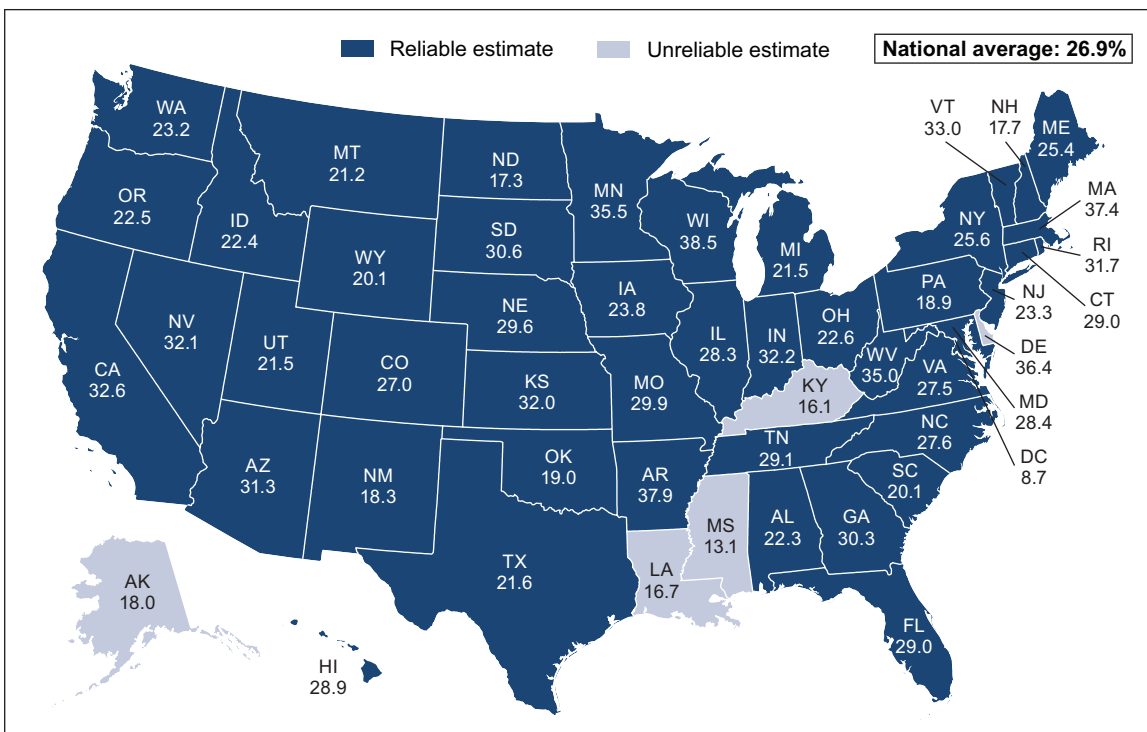 Reliable estimate
Unreliable estimate
National average: 26.9%
WA
23.2
OR
22.5
ID
22.4
MT
21.2
ND
17.3
MN
35.5
WI
38.5
MI
21.5
VT
33.0
NH
17.7
ME
25.4
MA
37.4
NY
25.6
RI
31.7
CT
29.0
NJ
23.3
PA
18.9
DE
36.4
MD
28.4
DC
8.7
SD
30.6
WY
20.1
NE
29.6
IA
23.8
IL
28.3
IN
32.2
OH
22.6
WV
35.0
VA
27.5
NV
32.1
UT
21.5
CO
27.0
CA
32.6
KS
32.0
MO
29.9
KY
16.1
NC
27.6
TN
29.1
SC
20.1
AZ
31.3
NM
18.3
OK
19.0
AR
37.9
MS
13.1
AL
22.3
GA
30.3
TX
21.6
LA
16.7
FL
29.0
AK
18.0
HI
28.9